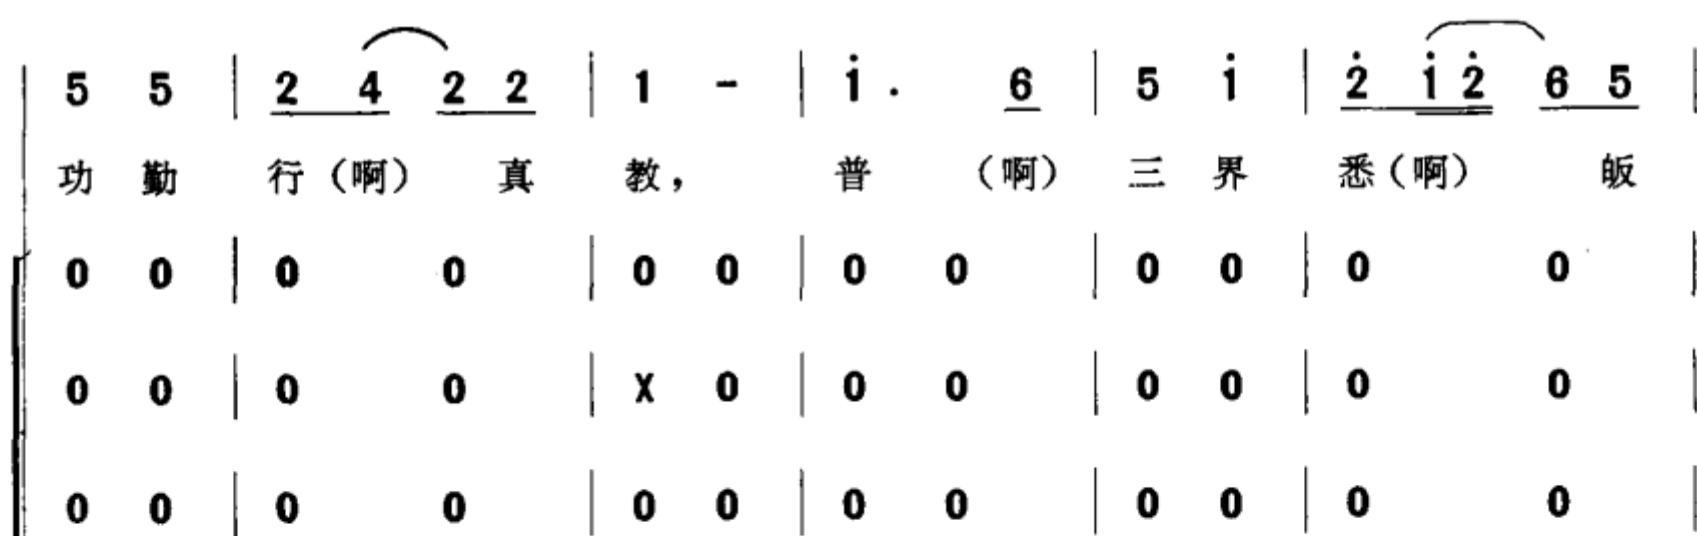 5 5 | 2 4 2 2 | 1 - | i . 6 | 5 i | 2 i 2 6 5 |
功 勤 行（啊） 真 教， 普 （啊） 三 界 悉（啊） 皈
0 0 | 0 0 | 0 0 | 0 0 | 0 0 | 0 0 |
0 0 | 0 0 | X 0 | 0 0 | 0 0 | 0 0 |
0 0 | 0 0 | 0 0 | 0 0 | 0 0 | 0 0 |